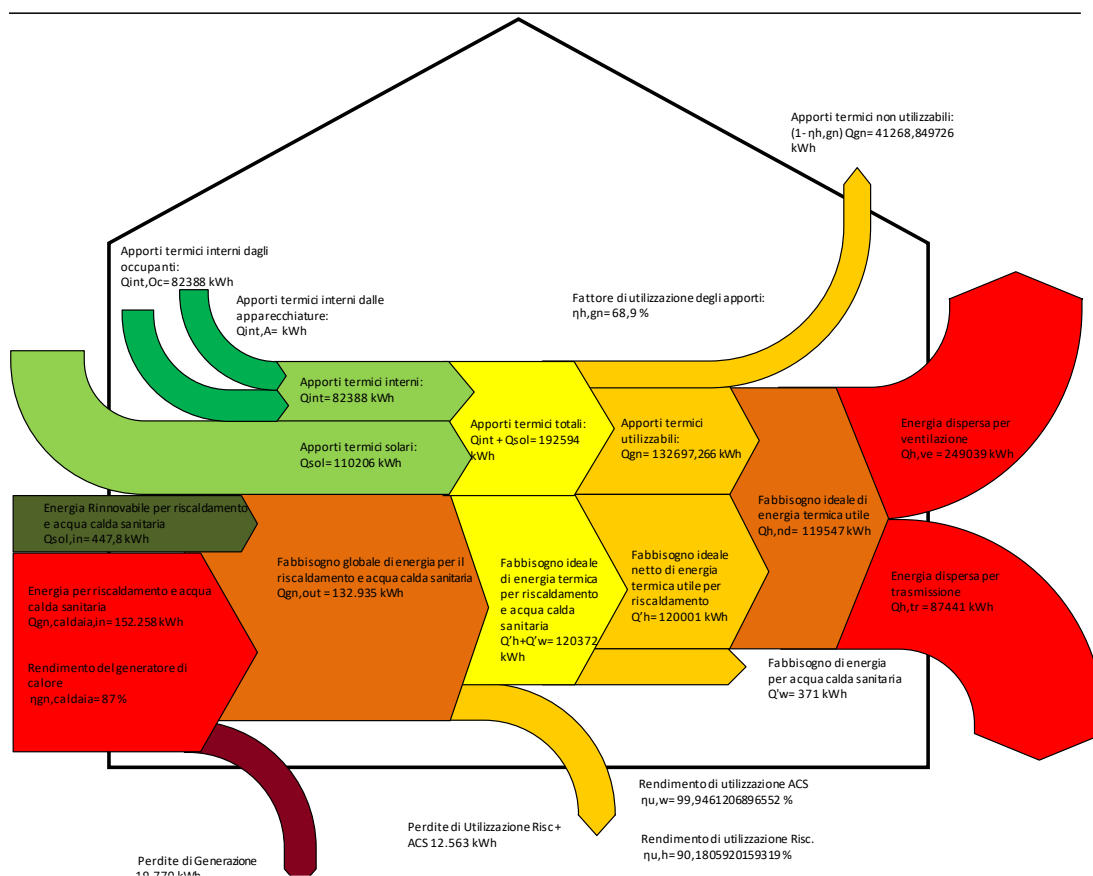 Apporti termici non utilizzabili:
(1- ηh,gn) Qgn= 41268,849726
kWh
Apporti termici interni dagli
occupanti:
Qint,Oc= 82388 kWh
Apporti termici interni dalle
apparecchiature:
Qint,A= kWh
Fattore di utilizzazione degli apporti:
ηh,gn= 68,9 %
Apporti termici interni:
Qint= 82388 kWh
Apporti termici solari:
Qsol= 110206 kWh
Apporti termici totali:
Qint + Qsol= 192594
kWh
Apporti termici
utilizzabili:
Qgn= 132697,266 kWh
Energia dispersa per
ventilazione
Qh,ve = 249039 kWh
Energia Rinnovabile per riscaldamento
e acqua calda sanitaria
Qsol,in= 447,8 kWh
Fabbisogno ideale di
energia termica utile
Qh,nd= 119547 kWh
Fabbisogno globale di energia per il
riscaldamento e acqua calda sanitaria
Qgn,out = 132.935 kWh
Fabbisogno ideale
di energia termica
per riscaldamento
e acqua calda
sanitaria
Q'h+Q'w= 120372
kWh
Fabbisogno ideale
netto di energia
termica utile per
riscaldamento
Q'h= 120001 kWh
Energia dispersa per
trasmissione
Qh,tr = 87441 kWh
Energia per riscaldamento e acqua
calda sanitaria
Qgn,caldaia,in= 152.258 kWh
Rendimento del generatore di
calore
ηgn,caldaia= 87%
Fabbisogno di energia
per acqua calda sanitaria
Q'w= 371 kWh
Rendimento di utilizzazione ACS
ηu,w= 99,9461206896552 %
Perdite di Utilizzazione Risc +
ACS 12.563 kWh
Rendimento di utilizzazione Risc.
ηu,h= 90,1805920159319 %
Perdite di Generazione
19.770 kWh